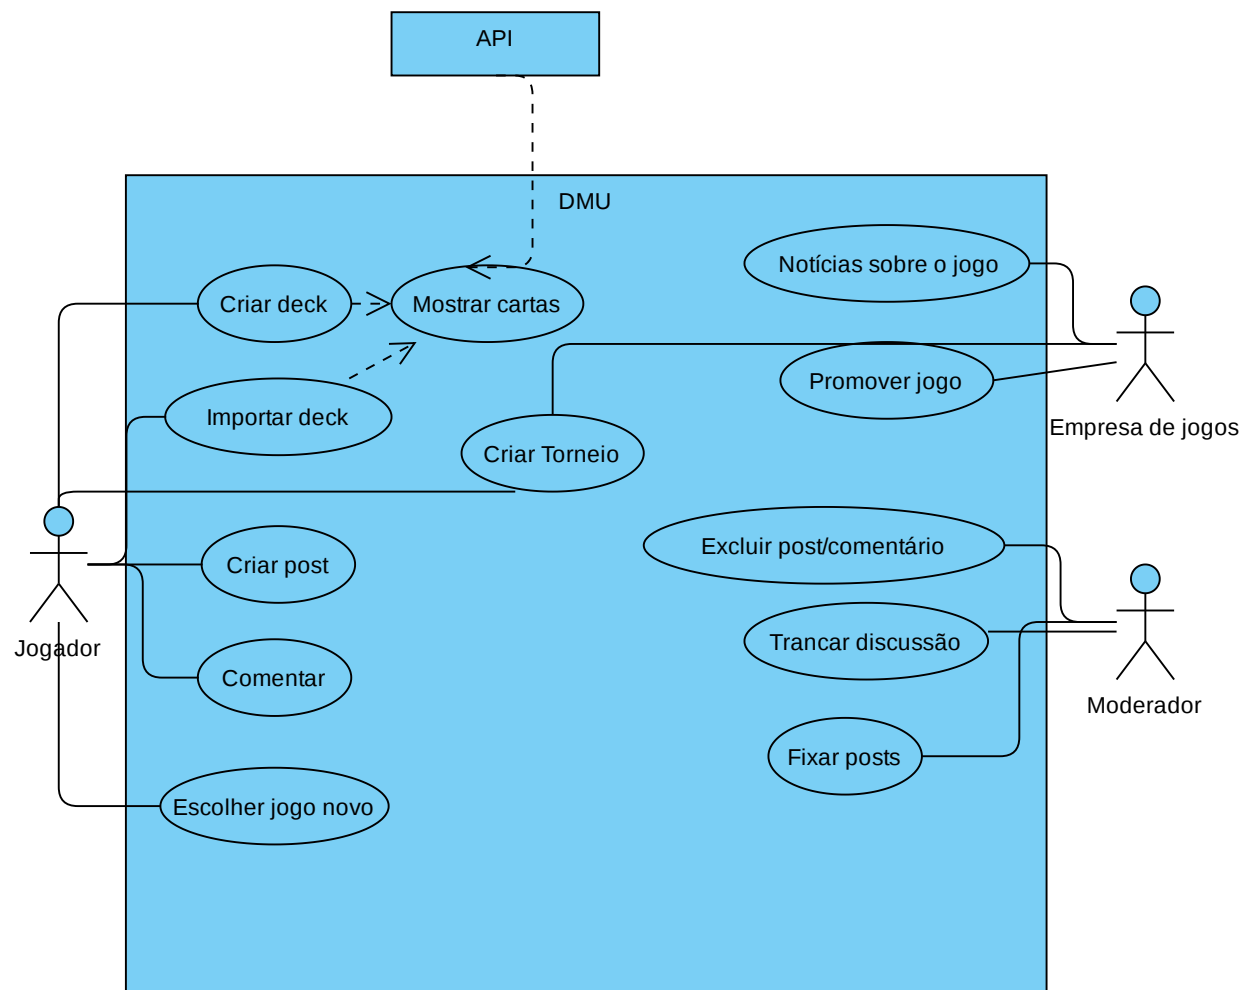 API
DMU
Notícias sobre o jogo
Criar deck
Mostrar cartas
Promover jogo
Importar deck
Empresa de jogos
Criar Torneio
Excluir post/comentário
Criar post
Trancar discussão
Jogador
Comentar
Moderador
Fixar posts
Escolher jogo novo